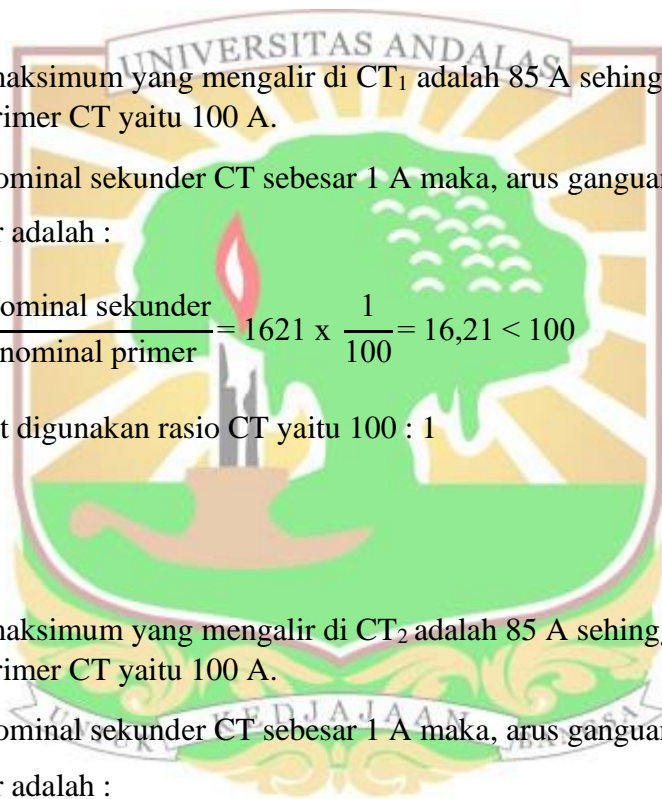 UNIVERSITAS ANDALAS
maksimum yang mengalir di CT₁ adalah 85 A sehing
rimer CT yaitu 100 A.
ominal sekunder CT sebesar 1 A maka, arus ganguan
r adalah :
ominal sekunder / nominal primer = 1621 x 1/100 = 16,21 < 100
t digunakan rasio CT yaitu 100 : 1
maksimum yang mengalir di CT₂ adalah 85 A sehing
rimer CT yaitu 100 A.
UNTUK KEDJAJAAN BANGSA
ominal sekunder CT sebesar 1 A maka, arus ganguan
r adalah :